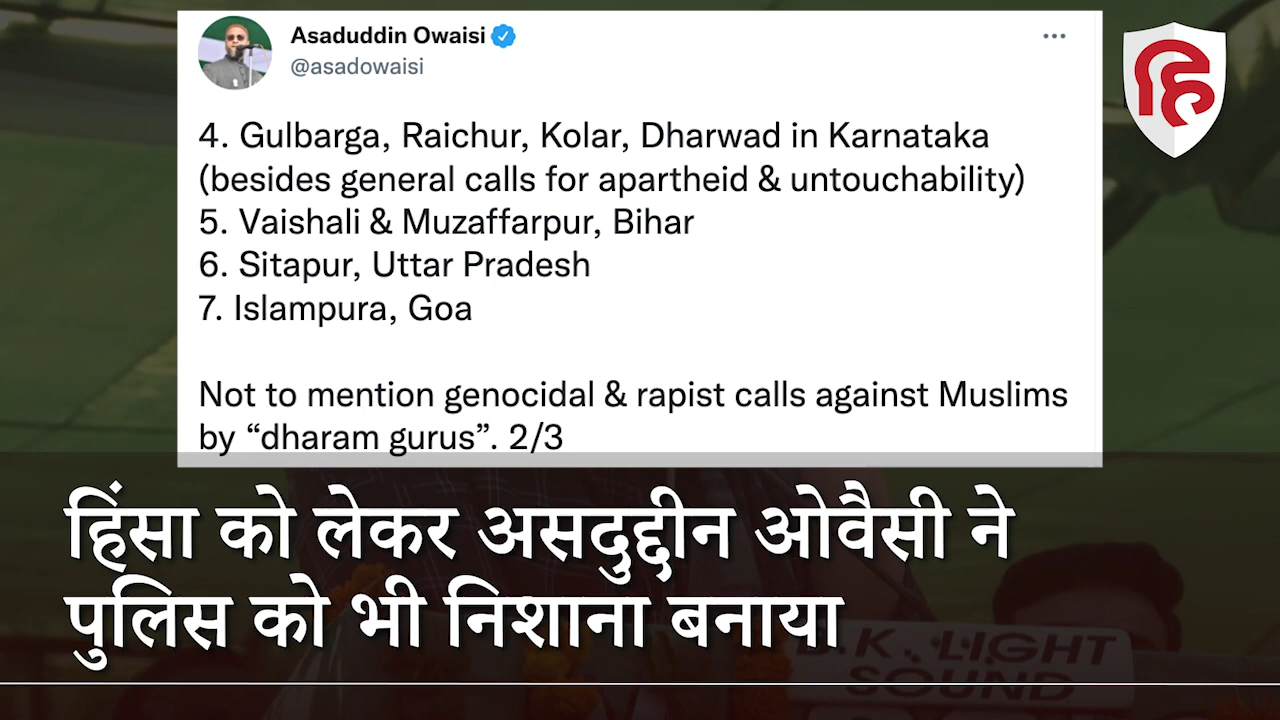 Asaduddin Owaisi
@asadowaisi
4. Gulbarga, Raichur, Kolar, Dharwad in Karnataka
(besides general calls for apartheid & untouchability)
5. Vaishali & Muzaffarpur, Bihar
6. Sitapur, Uttar Pradesh
7. Islampura, Goa
Not to mention genocidal & rapist calls against Muslims
by “dharam gurus”. 2/3
हिंसा को लेकर असदुद्दीन ओवैसी ने
पुलिस को भी निशाना बनाया
.K. LIGHT
SOUND
हि